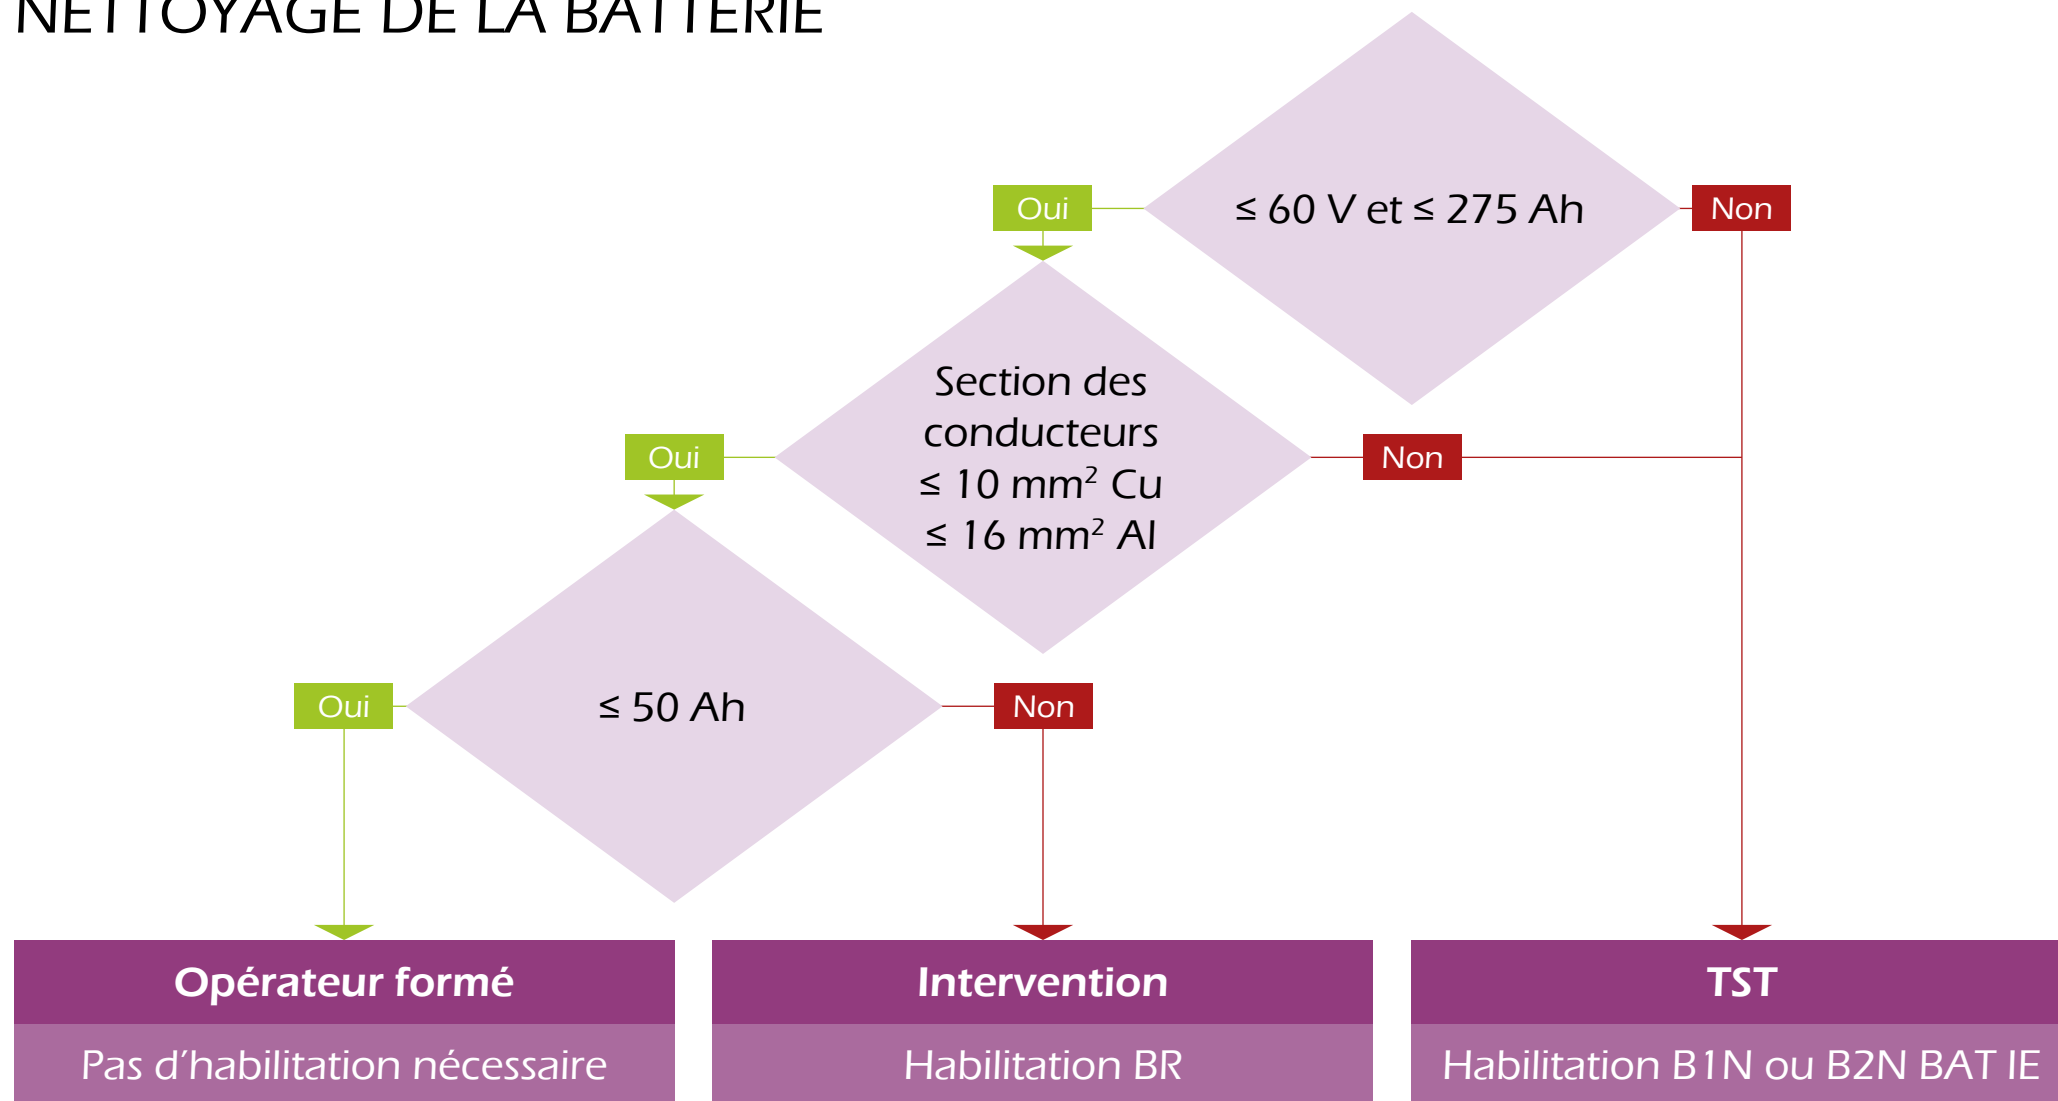 NETTOYAGE DE LA BATTERIE
≤ 60 V et ≤ 275 Ah
Oui
Non
Section des
conducteurs
≤ 10 mm² Cu
≤ 16 mm² Al
Oui
Non
≤ 50 Ah
Oui
Non
Opérateur formé
Pas d’habilitation nécessaire
Intervention
Habilitation BR
TST
Habilitation B1N ou B2N BAT IE